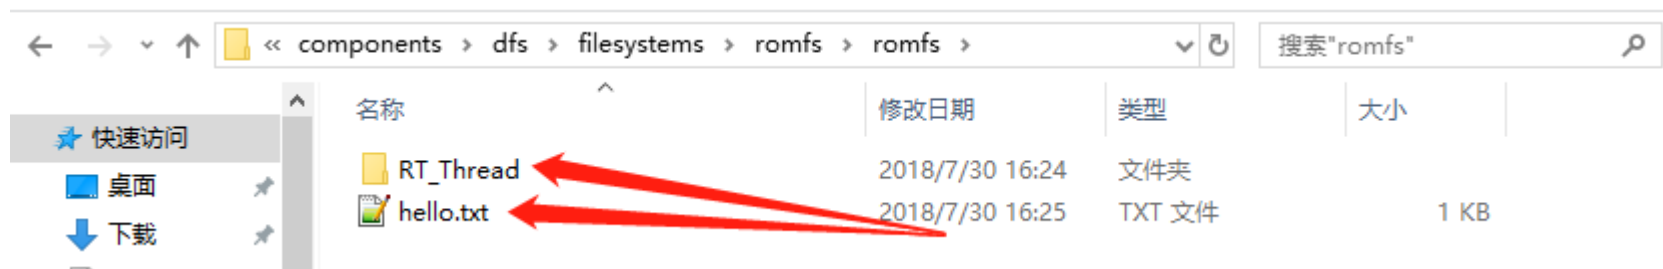 « components › dfs › filesystems › romfs › romfs ›
搜索"romfs"
名称 修改日期 类型 大小
快速访问
桌面
下载
RT_Thread 2018/7/30 16:24 文件夹
hello.txt 2018/7/30 16:25 TXT 文件 1 KB